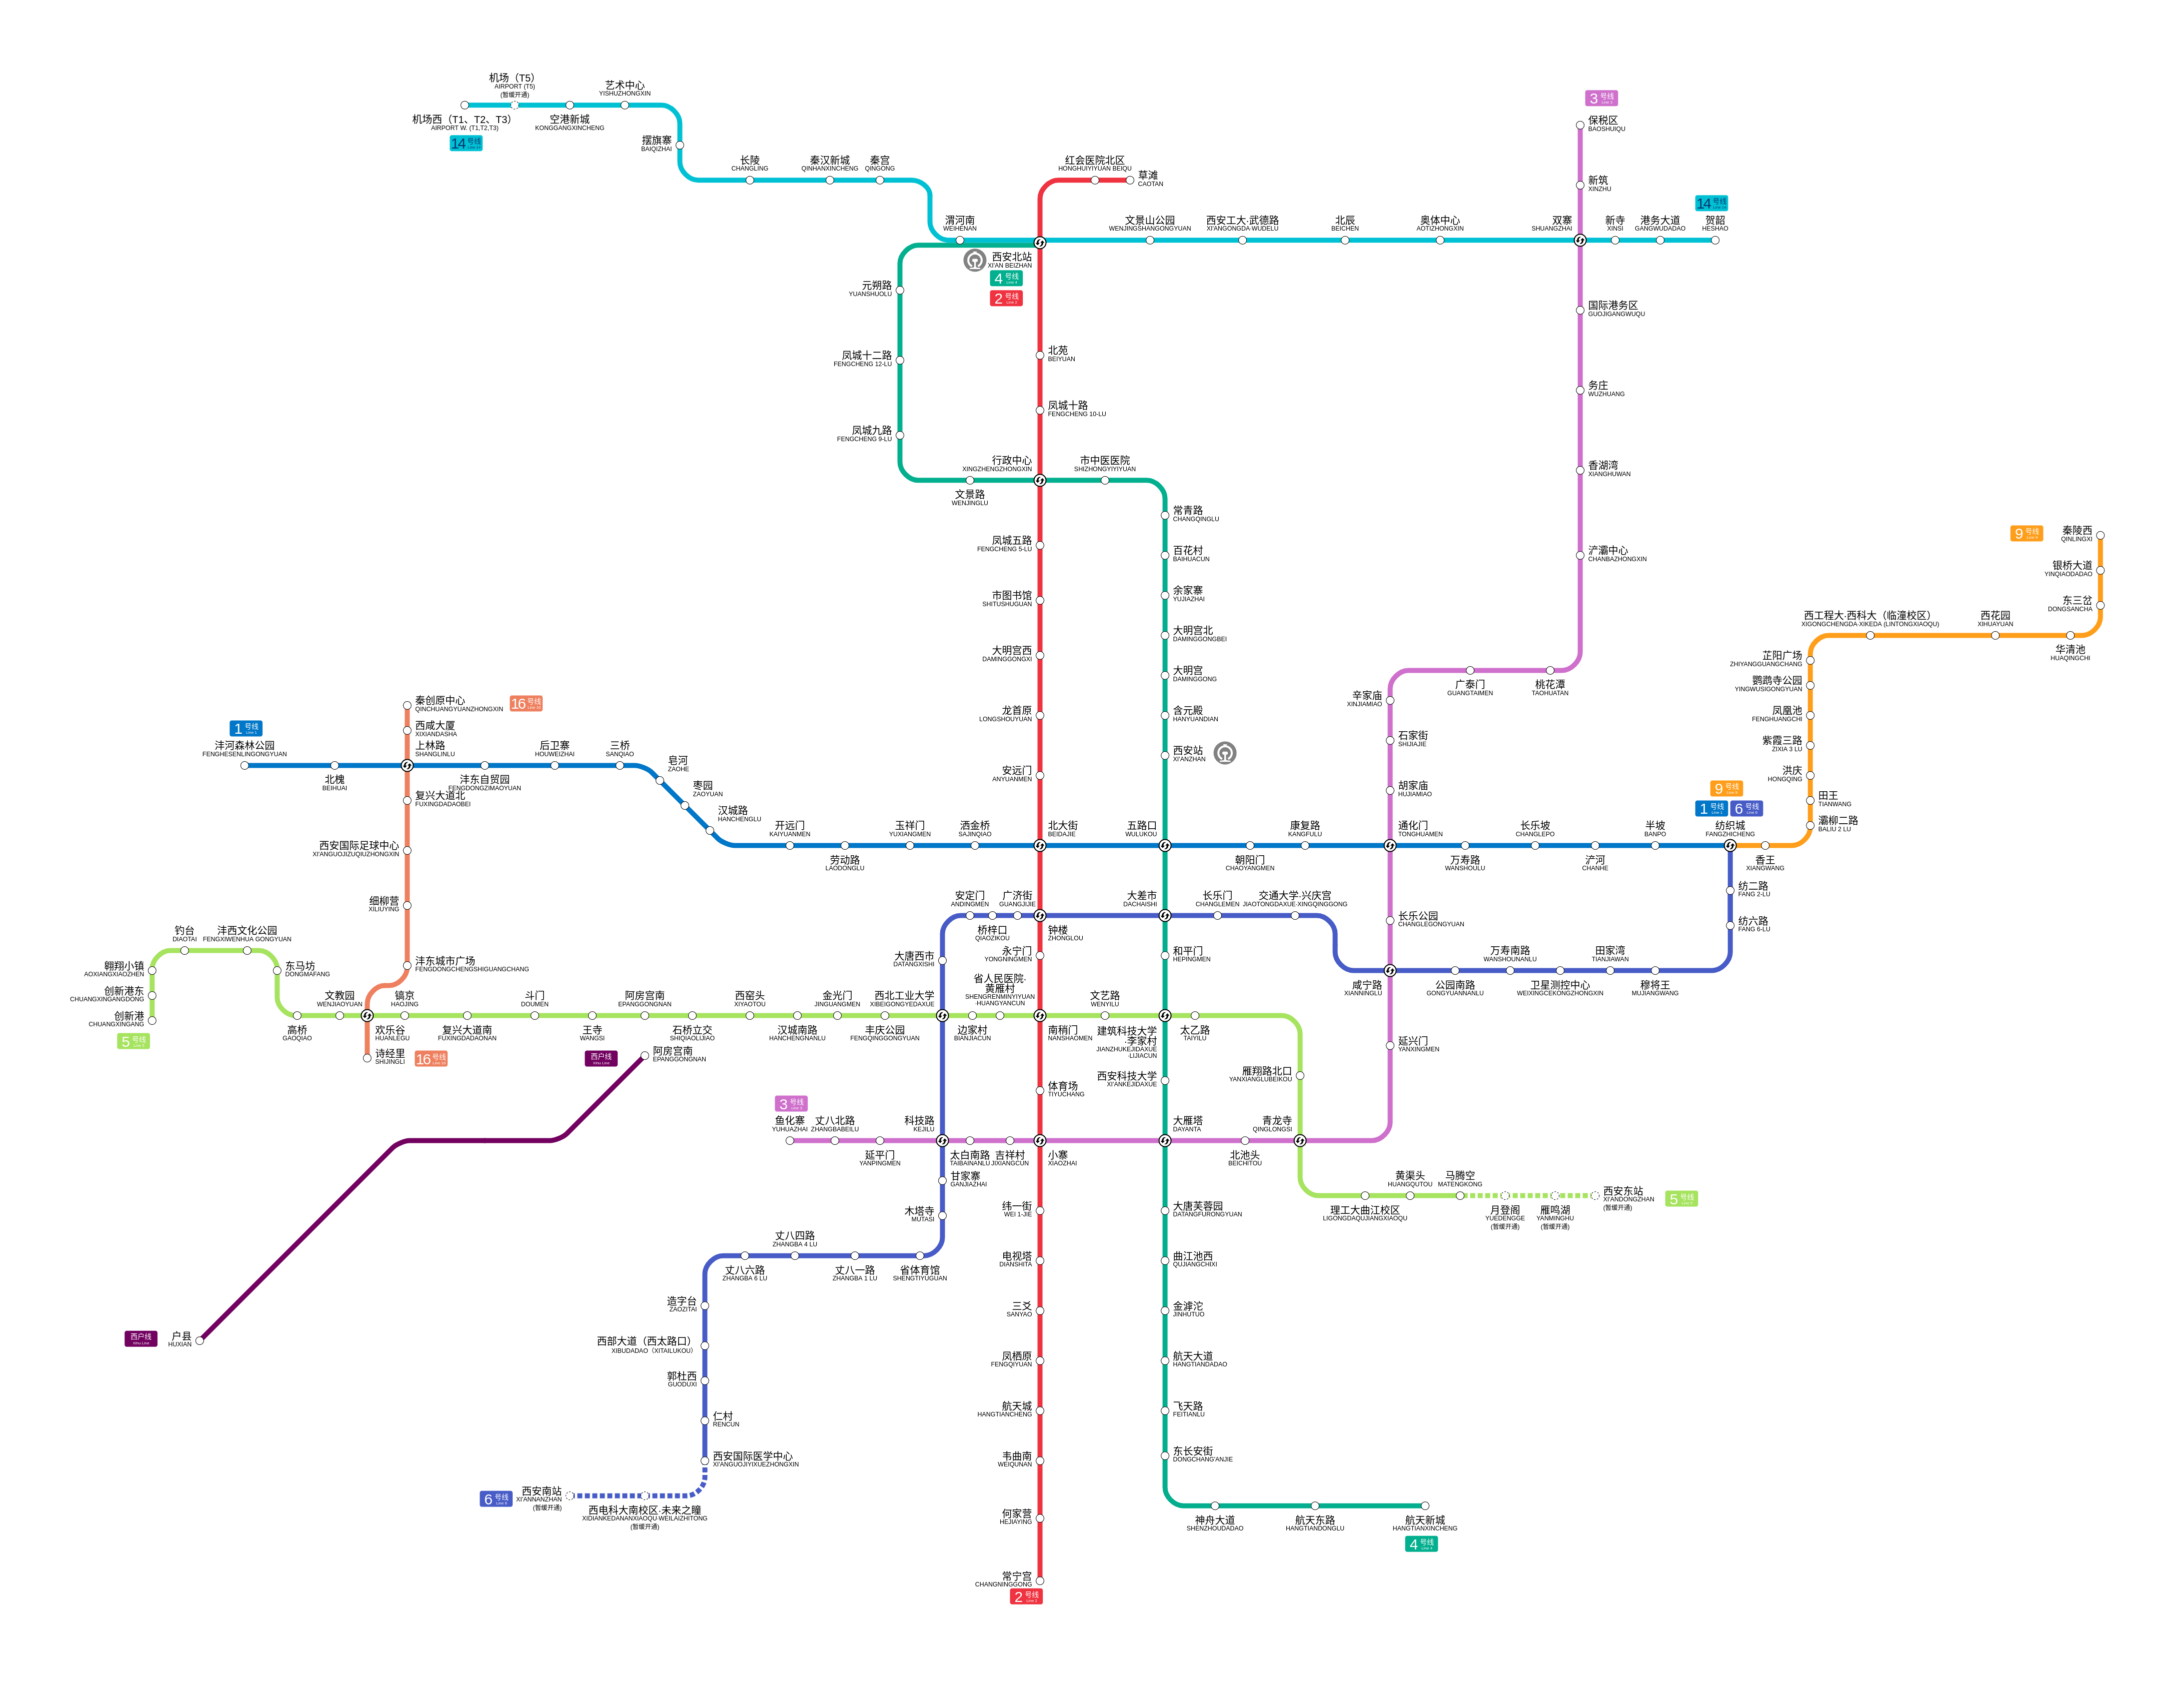 机场（T5）
AIRPORT (T5)
(暂缓开通)
艺术中心
YISHUZHONGXIN
机场西（T1、T2、T3）
AIRPORT W. (T1,T2,T3)
14 号线
空港新城
KONGGANGXINCHENG
摆旗寨
BAIQIZHAI
长陵
CHANGLING
秦汉新城
QINHANXINCHENG
秦宫
QINGONG
渭河南
WEIHENAN
红会医院北区
HONGHUIYIYUAN BEIQU
草滩
CAOTAN
文景山公园
WENJINGSHANGONGYUAN
西安工大·武德路
XI'ANGONGDA·WUDELU
北辰
BEICHEN
奥体中心
AOTIZHONGXIN
双寨
SHUANGZHAI
新寺
XINSI
港务大道
GANGWUDADAO
贺韶
HESHAO
14 号线
3 号线
Line 3
保税区
BAOSHUIQU
新筑
XINZHU
国际港务区
GUOJIGANGWUQU
务庄
WUZHUANG
香湖湾
XIANGHUWAN
浐灞中心
CHANBAZHONGXIN
桃花潭
TAOHUATAN
广泰门
GUANGTAIMEN
辛家庙
XINJIAMIAO
石家街
SHIJIAJIE
胡家庙
HUJIAMIAO
通化门
TONGHUAMEN
长乐公园
CHANGLEGONGYUAN
咸宁路
XIANNINGLU
延兴门
YANXINGMEN
西安北站
XI'AN BEIZHAN
4 号线
Line 4
2 号线
Line 2
元朔路
YUANSHUOLU
凤城十二路
FENGCHENG 12-LU
凤城九路
FENGCHENG 9-LU
文景路
WENJINGLU
行政中心
XINGZHENGZHONGXIN
市中医医院
SHIZHONGYIYIYUAN
北苑
BEIYUAN
凤城十路
FENGCHENG 10-LU
凤城五路
FENGCHENG 5-LU
市图书馆
SHITUSHUGUAN
大明宫西
DAMINGGONGXI
龙首原
LONGSHOUYUAN
安远门
ANYUANMEN
北大街
BEIDAJIE
常青路
CHANGQINGLU
百花村
BAIHUACUN
余家寨
YUJIAZHAI
大明宫北
DAMINGGONGBEI
大明宫
DAMINGGONG
含元殿
HANYUANDIAN
西安站
XI'ANZHAN
五路口
WULUKOU
9 号线
Line 9
秦陵西
QINLINGXI
银桥大道
YINQIAODADAO
东三岔
DONGSANCHA
华清池
HUAQINGCHI
西花园
XIHUAYUAN
西工程大·西科大（临潼校区）
XIGONGCHENGDA·XIKEDA (LINTONGXIAOQU)
芷阳广场
ZHIYANGGUANGCHANG
鹦鹉寺公园
YINGWUSIGONGYUAN
凤凰池
FENGHUANGCHI
紫霞三路
ZIXIA 3 LU
洪庆
HONGQING
田王
TIANWANG
灞柳二路
BALIU 2 LU
香王
XIANGWANG
9 号线
Line 9
1 号线
Line 1
6 号线
Line 6
纺织城
FANGZHICHENG
秦创原中心
QINCHUANGYUANZHONGXIN
16 号线
西咸大厦
XIXIANDASHA
上林路
SHANGLINLU
1 号线
Line 1
沣河森林公园
FENGHESENLINGONGYUAN
北槐
BEIHUAI
沣东自贸园
FENGDONGZIMAOYUAN
后卫寨
HOUWEIZHAI
三桥
SANQIAO
皂河
ZAOHE
枣园
ZAOYUAN
汉城路
HANCHENGLU
开远门
KAIYUANMEN
劳动路
LAODONGLU
玉祥门
YUXIANGMEN
洒金桥
SAJINQIAO
朝阳门
CHAOYANGMEN
康复路
KANGFULU
万寿路
WANSHOULU
长乐坡
CHANGLEPO
浐河
CHANHE
半坡
BANPO
复兴大道北
FUXINGDADAOBEI
西安国际足球中心
XI'ANGUOJIZUQIUZHONGXIN
细柳营
XILIUYING
沣东城市广场
FENGDONGCHENGSHIGUANGCHANG
纺二路
FANG 2-LU
纺六路
FANG 6-LU
安定门
ANDINGMEN
桥梓口
QIAOZIKOU
广济街
GUANGJIJIE
钟楼
ZHONGLOU
大差市
DACHAISHI
长乐门
CHANGLEMEN
交通大学·兴庆宫
JIAOTONGDAXUE·XINGQINGGONG
公园南路
GONGYUANNANLU
万寿南路
WANSHOUNANLU
卫星测控中心
WEIXINGCEKONGZHONGXIN
田家湾
TIANJIAWAN
穆将王
MUJIANGWANG
大唐西市
DATANGXISHI
永宁门
YONGNINGMEN
和平门
HEPINGMEN
钓台
DIAOTAI
沣西文化公园
FENGXIWENHUA GONGYUAN
东马坊
DONGMAFANG
翱翔小镇
AOXIANGXIAOZHEN
创新港东
CHUANGXINGANGDONG
创新港
CHUANGXINGANG
5 号线
Line 5
高桥
GAOQIAO
文教园
WENJIAOYUAN
欢乐谷
HUANLEGU
镐京
HAOJING
复兴大道南
FUXINGDADAONAN
斗门
DOUMEN
王寺
WANGSI
阿房宫南
EPANGGONGNAN
石桥立交
SHIQIAOLIJIAO
西窑头
XIYAOTOU
汉城南路
HANCHENGNANLU
金光门
JINGUANGMEN
丰庆公园
FENGQINGGONGYUAN
西北工业大学
XIBEIGONGYEDAXUE
边家村
BIANJIACUN
省人民医院·
黄雁村
SHENGRENMINYIYUAN
·HUANGYANCUN
南稍门
NANSHAOMEN
文艺路
WENYILU
建筑科技大学
·李家村
JIANZHUKEJIDAXUE
·LIJIACUN
太乙路
TAIYILU
雁翔路北口
YANXIANGLUBEIKOU
诗经里
SHIJINGLI
16 号线
西户线
阿房宫南
EPANGGONGNAN
体育场
TIYUCHANG
西安科技大学
XI'ANKEJIDAXUE
3 号线
Line 3
鱼化寨
YUHUAZHAI
丈八北路
ZHANGBABEILU
延平门
YANPINGMEN
科技路
KEJILU
太白南路
TAIBAINANLU
吉祥村
JIXIANGCUN
小寨
XIAOZHAI
大雁塔
DAYANTA
北池头
BEICHITOU
青龙寺
QINGLONGSI
理工大曲江校区
LIGONGDAQUJIANGXIAOQU
黄渠头
HUANGQUTOU
马腾空
MATENGKONG
月登阁
YUEDENGGE
(暂缓开通)
雁鸣湖
YANMINGHU
(暂缓开通)
西安东站
XI'ANDONGZHAN
(暂缓开通)
5 号线
Line 5
甘家寨
GANJIAZHAI
木塔寺
MUTASI
省体育馆
SHENGTIYUGUAN
丈八一路
ZHANGBA 1 LU
丈八四路
ZHANGBA 4 LU
丈八六路
ZHANGBA 6 LU
造字台
ZAOZITAI
西部大道（西太路口）
XIBUDADAO（XITAILUKOU）
郭杜西
GUODUXI
仁村
RENCUN
西安国际医学中心
XI'ANGUOJIYIXUEZHONGXIN
6 号线
Line 6
西安南站
XI'ANNANZHAN
(暂缓开通)
西电科大南校区·未来之瞳
XIDIANKEDANANXIAOQU·WEILAIZHITONG
(暂缓开通)
西户线
户县
HUXIAN
纬一街
WEI 1-JIE
电视塔
DIANSHITA
三爻
SANYAO
凤栖原
FENGQIYUAN
航天城
HANGTIANCHENG
韦曲南
WEIQUNAN
何家营
HEJIAYING
常宁宫
CHANGNINGGONG
2 号线
Line 2
大唐芙蓉园
DATANGFURONGYUAN
曲江池西
QUJIANGCHIXI
金滹沱
JINHUTUO
航天大道
HANGTIANDADAO
飞天路
FEITIANLU
东长安街
DONGCHANG'ANJIE
神舟大道
SHENZHOUDADAO
航天东路
HANGTIANDONGLU
航天新城
HANGTIANXINCHENG
4 号线
Line 4